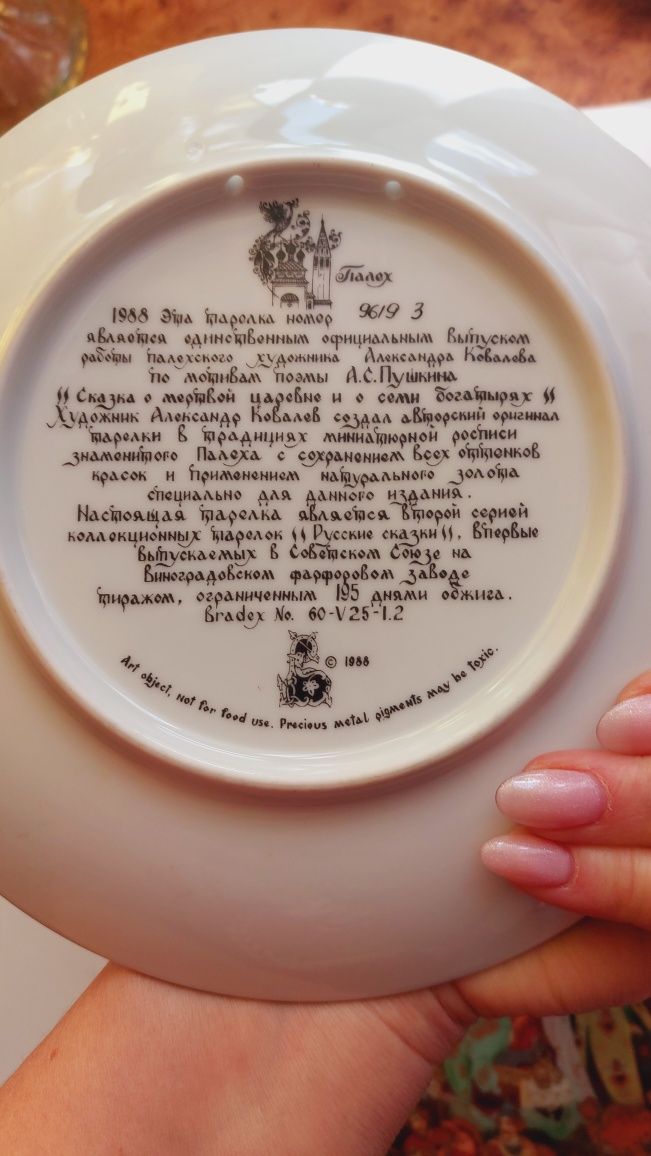 Палех
1988 Эта тарелка номер 9619 3
является единственным официальным выпуском
работы палехского художника Александра Ковалева
по мотивам поэмы А.С.Пушкина
"Сказка о мертвой царевне и о семи богатырях"
Художник Александр Ковалев создал авторский оригинал
тарелки в традициях миниатюрной росписи
знаменитого Палеха с сохранением всех оттенков
красок и применением натурального золота
специально для данного издания.
Настоящая тарелка является второй серией
коллекционных тарелок "Русские сказки", впервые
выпускаемых в Советском Союзе на
Виноградовском фарфоровом заводе
тиражом, ограниченным 195 днями обжига.
Bradex No. 60-V25-1.2
© 1988
Art object, not for food use. Precious metal pigments may be toxic.